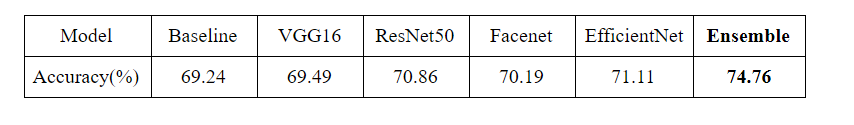 Model Baseline VGG16 ResNet50 Facenet EfficientNet Ensemble
Accuracy(%) 69.24 69.49 70.86 70.19 71.11 74.76